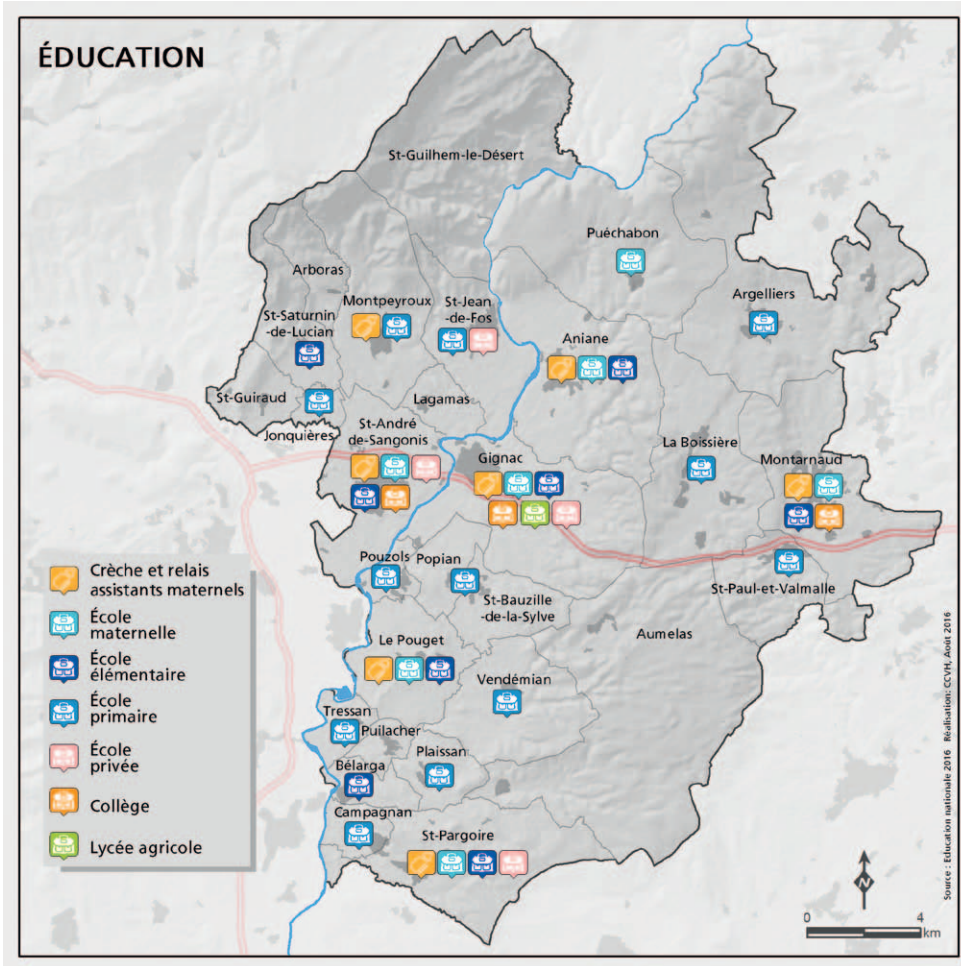 ÉDUCATION
St-Guilhem-le-Désert
Puéchabon
Arboras
Argelliers
Montpeyroux
St-Jean
-de-Fos
St-Saturnin
-de-Lucian
Aniane
St-Guiraud
Lagamas
Jonquières
St-André
de-Sangonis
La Boissière
Gignac
Montarnaud
Pouzols
Popian
St-Paul-et-Valmalle
St-Bauzille
-de-la-Sylve
Aumelas
Le Pouget
Vendémian
Tressan
Puilacher
Plaissan
Bélarga
Campagnan
St-Pargoire
Crèche et relais
assistants maternels
École
maternelle
École
élémentaire
École
primaire
École
privée
Collège
Lycée agricole
N
0 4
km
Source : Education nationale 2016 Réalisation: CCVH, Août 2016